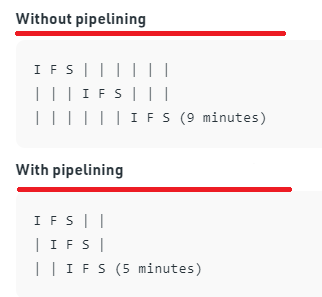 Without pipelining
I F S | | | | | |
| | | I F S | | |
| | | | | | I F S (9 minutes)
With pipelining
I F S | |
| I F S |
| | I F S (5 minutes)